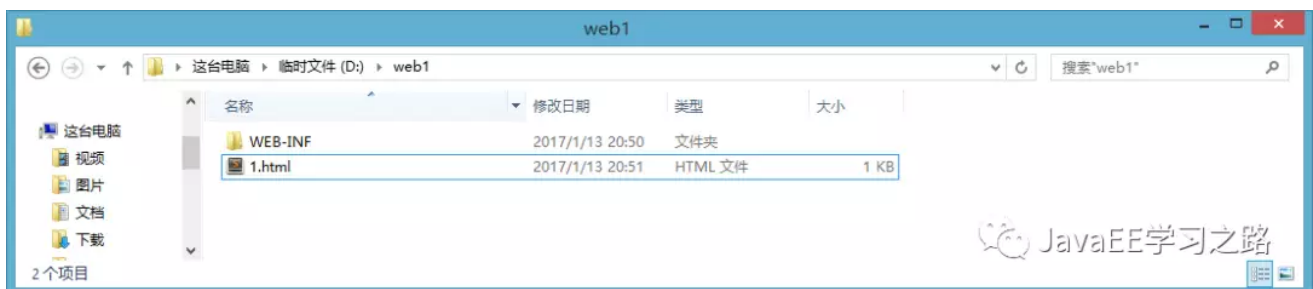 web1
这台电脑 临时文件 (D:) web1
搜索"web1"
名称 修改日期 类型 大小
这台电脑
视频
图片
文档
下载
WEB-INF 2017/1/13 20:50 文件夹
1.html 2017/1/13 20:51 HTML 文件 1 KB
JavaEE学习之路
2 个项目